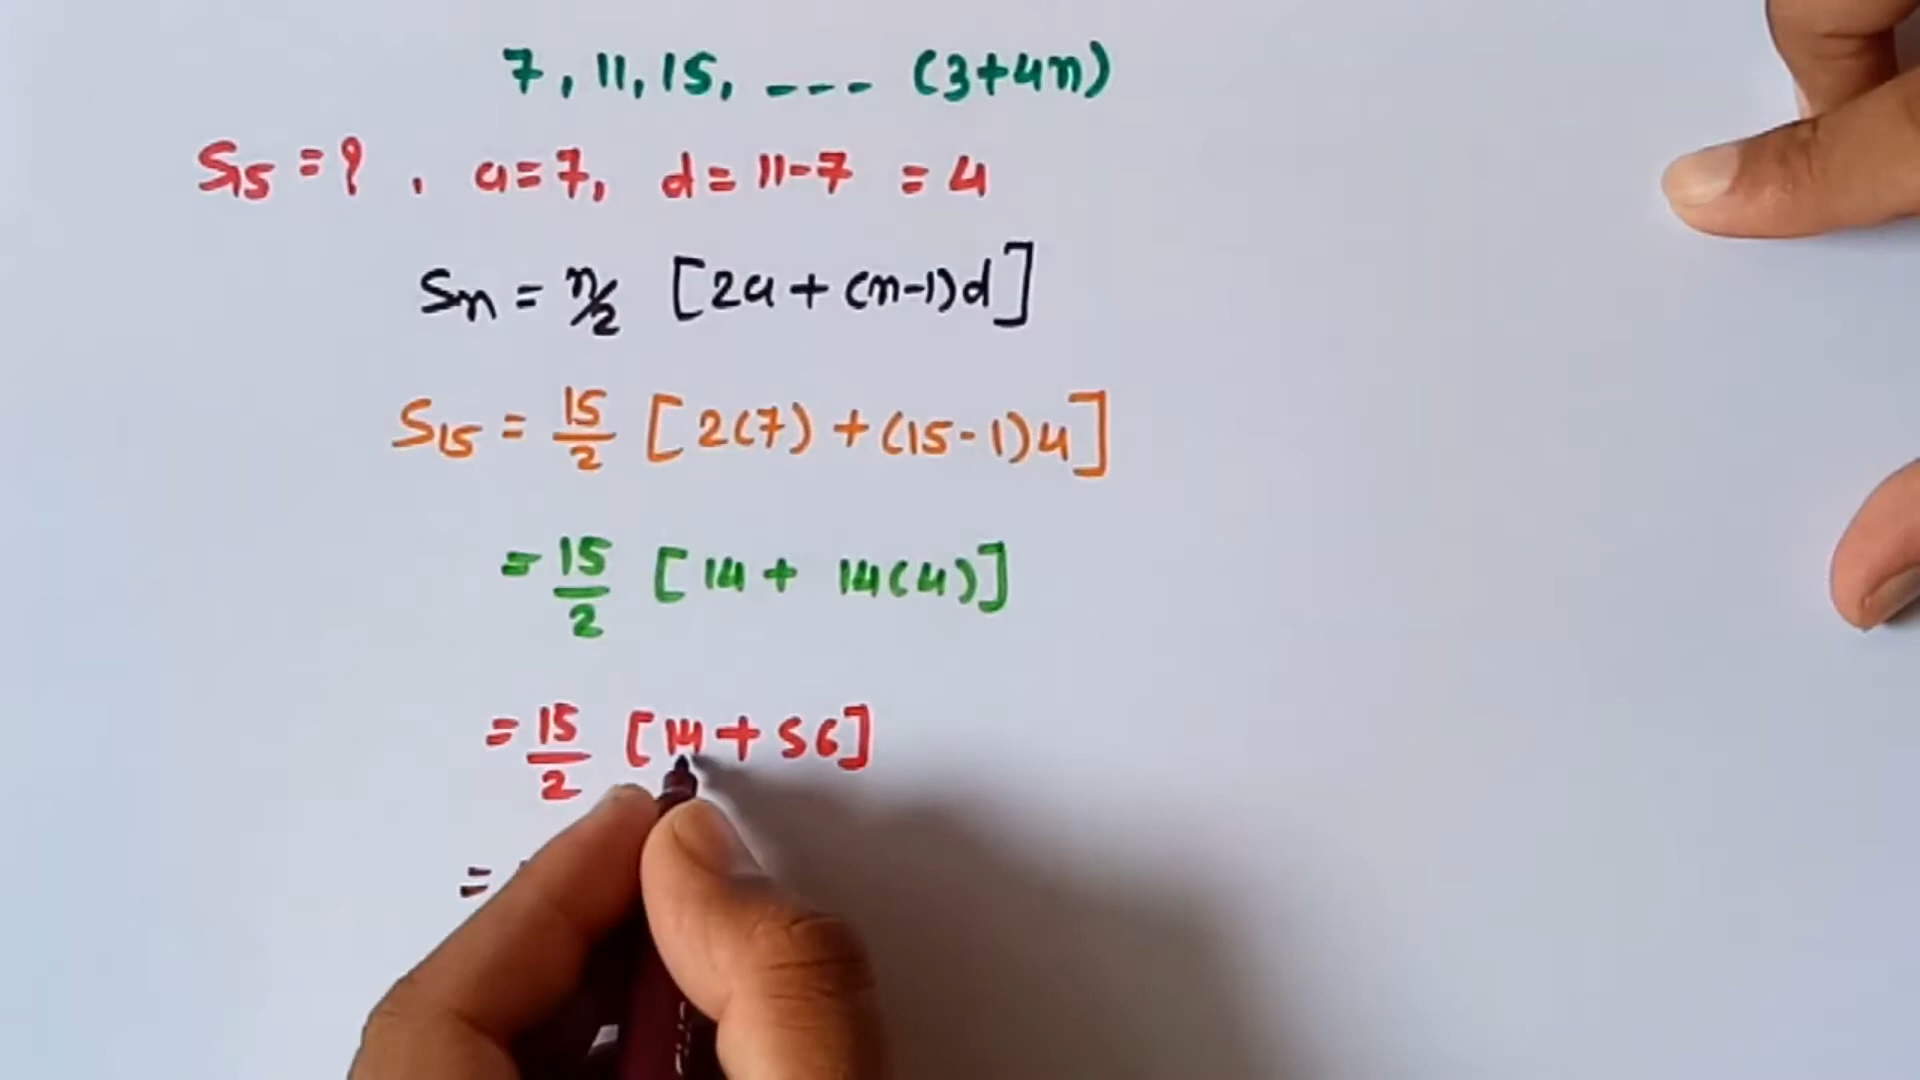 7, 11, 15, --- (3+4n)
S15 = ? , a=7, d= 11-7 = 4
Sn = n/2 [2a + (n-1)d]
S15 = 15/2 [2(7) + (15-1)4]
= 15/2 [14 + 14(4)]
= 15/2 [14 + 56]
=